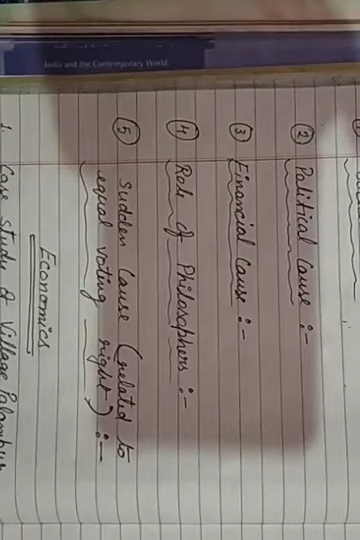 India and the Contemporary World
② Political Cause :-
③ Financial Cause :-
④ Role of Philosophers :-
⑤ Sudden Cause (related to
equal voting right) :-
Economics
1. Case Study of Village Palampur